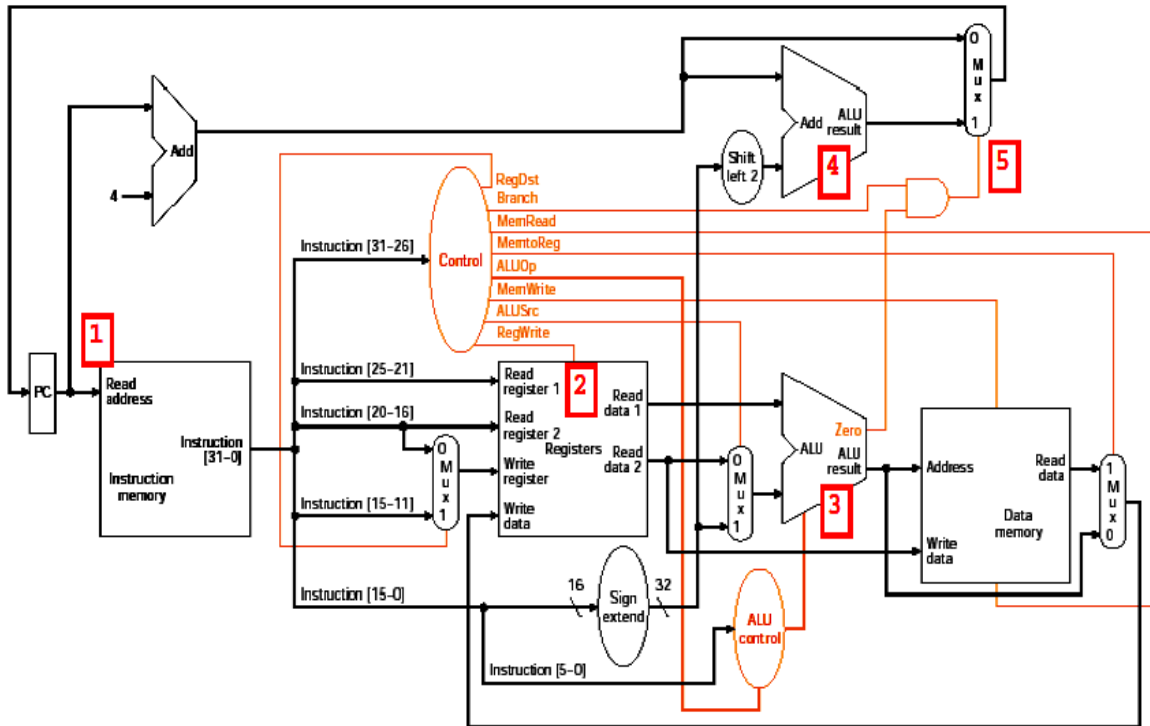 0
M
u
x
1
Add
ALU
result
Add
4
Shift
left 2
4
5
RegDst
Branch
MemRead
MemtoReg
ALUOp
MemWrite
ALUSrc
RegWrite
Instruction [31–26]
Control
1
PC
Read
address
Instruction
[31–0]
Instruction
memory
Instruction [25–21]
Instruction [20–16]
Instruction [15–11]
Instruction [15–0]
Instruction [5–0]
0
M
u
x
1
Read
register 1
Read
register 2
Write
register
Write
data
Registers
2
Read
data 1
Read
data 2
0
M
u
x
1
Zero
ALU
ALU
result
3
Address
Write
data
Read
data
Data
memory
1
M
u
x
0
16
Sign
extend
32
ALU
control